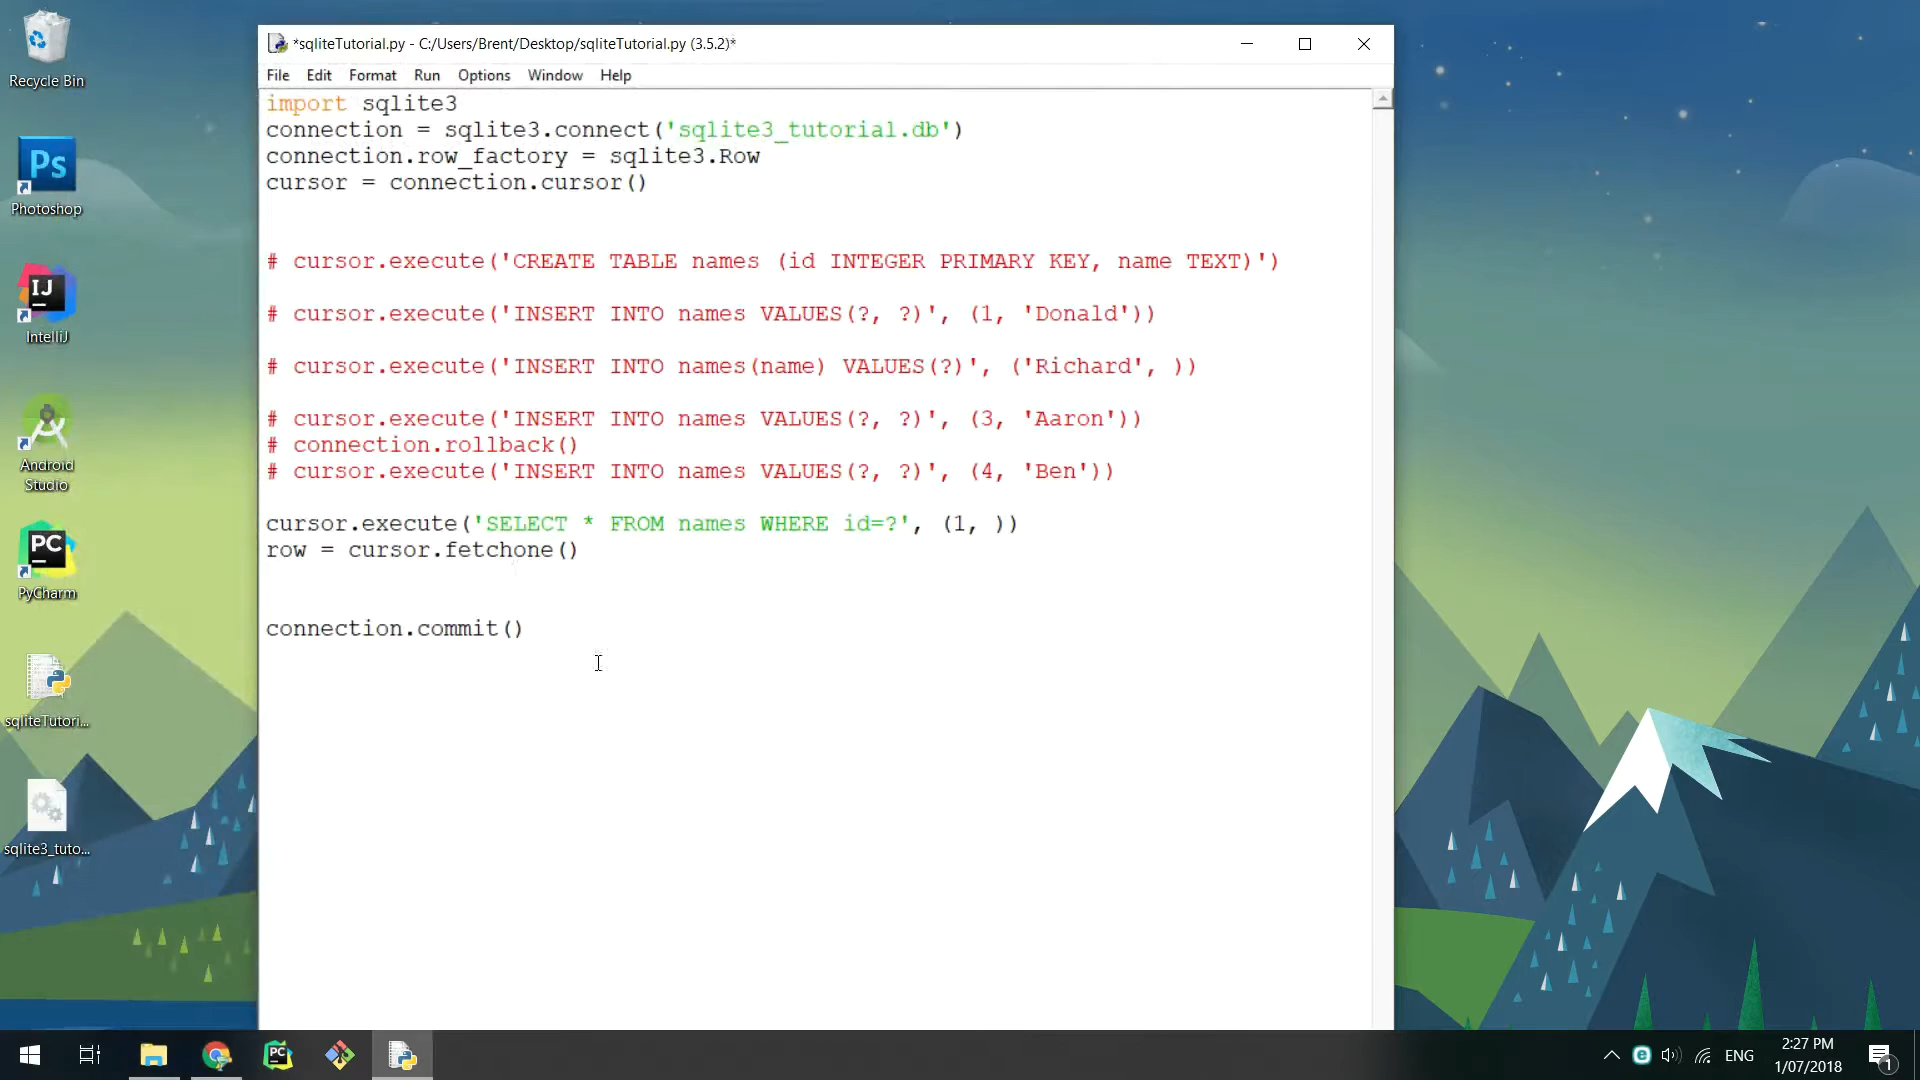 Recycle Bin
Ps
Photoshop
IJ
IntelliJ
Android
Studio
PC
PyCharm
sqliteTutori...
sqlite3_tuto...
*sqliteTutorial.py - C:/Users/Brent/Desktop/sqliteTutorial.py (3.5.2)*
File Edit Format Run Options Window Help
import sqlite3
connection = sqlite3.connect('sqlite3_tutorial.db')
connection.row_factory = sqlite3.Row
cursor = connection.cursor()
# cursor.execute('CREATE TABLE names (id INTEGER PRIMARY KEY, name TEXT)')
# cursor.execute('INSERT INTO names VALUES(?, ?)', (1, 'Donald'))
# cursor.execute('INSERT INTO names(name) VALUES(?)', ('Richard', ))
# cursor.execute('INSERT INTO names VALUES(?, ?)', (3, 'Aaron'))
# connection.rollback()
# cursor.execute('INSERT INTO names VALUES(?, ?)', (4, 'Ben'))
cursor.execute('SELECT * FROM names WHERE id=?', (1, ))
row = cursor.fetchone()
connection.commit()
PC
ENG
2:27 PM
1/07/2018
1